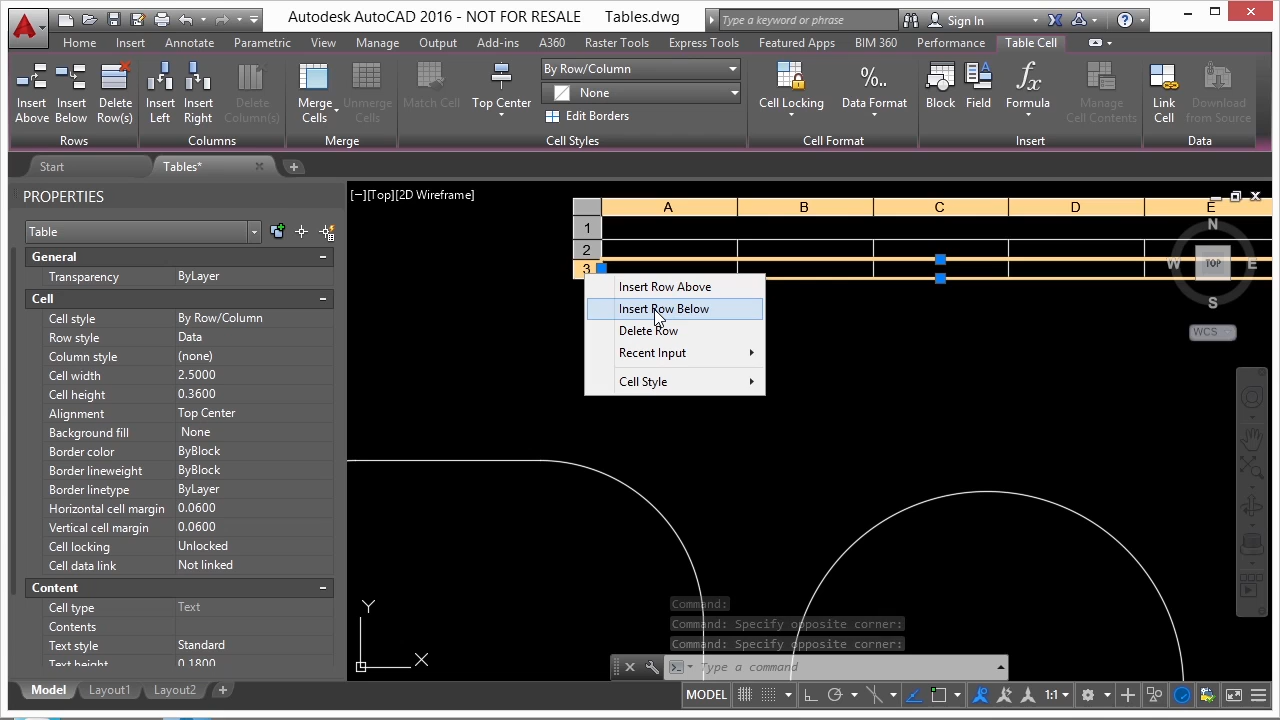 Autodesk AutoCAD 2016 - NOT FOR RESALE Tables.dwg
Type a keyword or phrase
Sign In
Home Insert Annotate Parametric View Manage Output Add-ins A360 Raster Tools Express Tools Featured Apps BIM 360 Performance Table Cell
Insert Above
Insert Below
Delete Row(s)
Insert Left
Insert Right
Delete Column(s)
Merge Cells
Unmerge Cells
Match Cell
Top Center
By Row/Column
None
Edit Borders
Cell Locking
Data Format
%..
Block
Field
fx
Formula
Manage Cell Contents
Link Cell
Download from Source
Rows Columns Merge Cell Styles Cell Format Insert Data
Start
Tables*
PROPERTIES
Table
General
Transparency ByLayer
Cell
Cell style By Row/Column
Row style Data
Column style (none)
Cell width 2.5000
Cell height 0.3600
Alignment Top Center
Background fill None
Border color ByBlock
Border lineweight ByBlock
Border linetype ByLayer
Horizontal cell margin 0.0600
Vertical cell margin 0.0600
Cell locking Unlocked
Cell data link Not linked
Content
Cell type Text
Contents
Text style Standard
Text height 0.1800
[−][Top][2D Wireframe]
A B C D E
1
2
3
Insert Row Above
Insert Row Below
Delete Row
Recent Input
Cell Style
N
W TOP E
S
WCS
Y
X
Command:
Command: Specify opposite corner:
Command: Specify opposite corner:
Type a command
Model Layout1 Layout2 +
MODEL
1:1